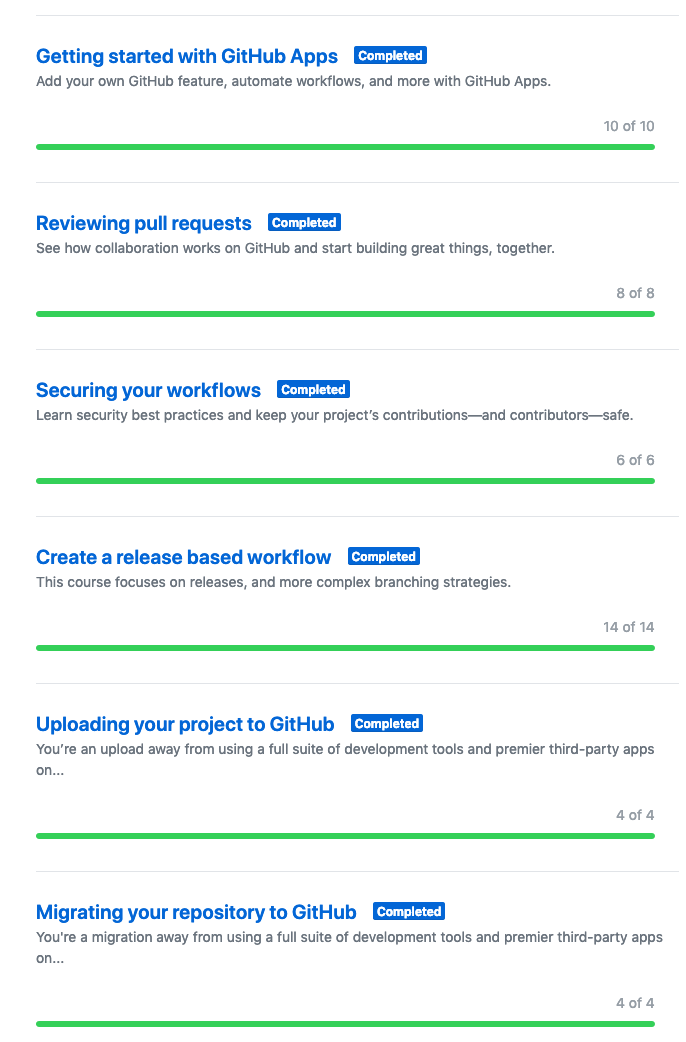 Getting started with GitHub Apps Completed
Add your own GitHub feature, automate workflows, and more with GitHub Apps.
10 of 10
Reviewing pull requests Completed
See how collaboration works on GitHub and start building great things, together.
8 of 8
Securing your workflows Completed
Learn security best practices and keep your project’s contributions—and contributors—safe.
6 of 6
Create a release based workflow Completed
This course focuses on releases, and more complex branching strategies.
14 of 14
Uploading your project to GitHub Completed
You’re an upload away from using a full suite of development tools and premier third-party apps
on...
4 of 4
Migrating your repository to GitHub Completed
You're a migration away from using a full suite of development tools and premier third-party apps
on...
4 of 4